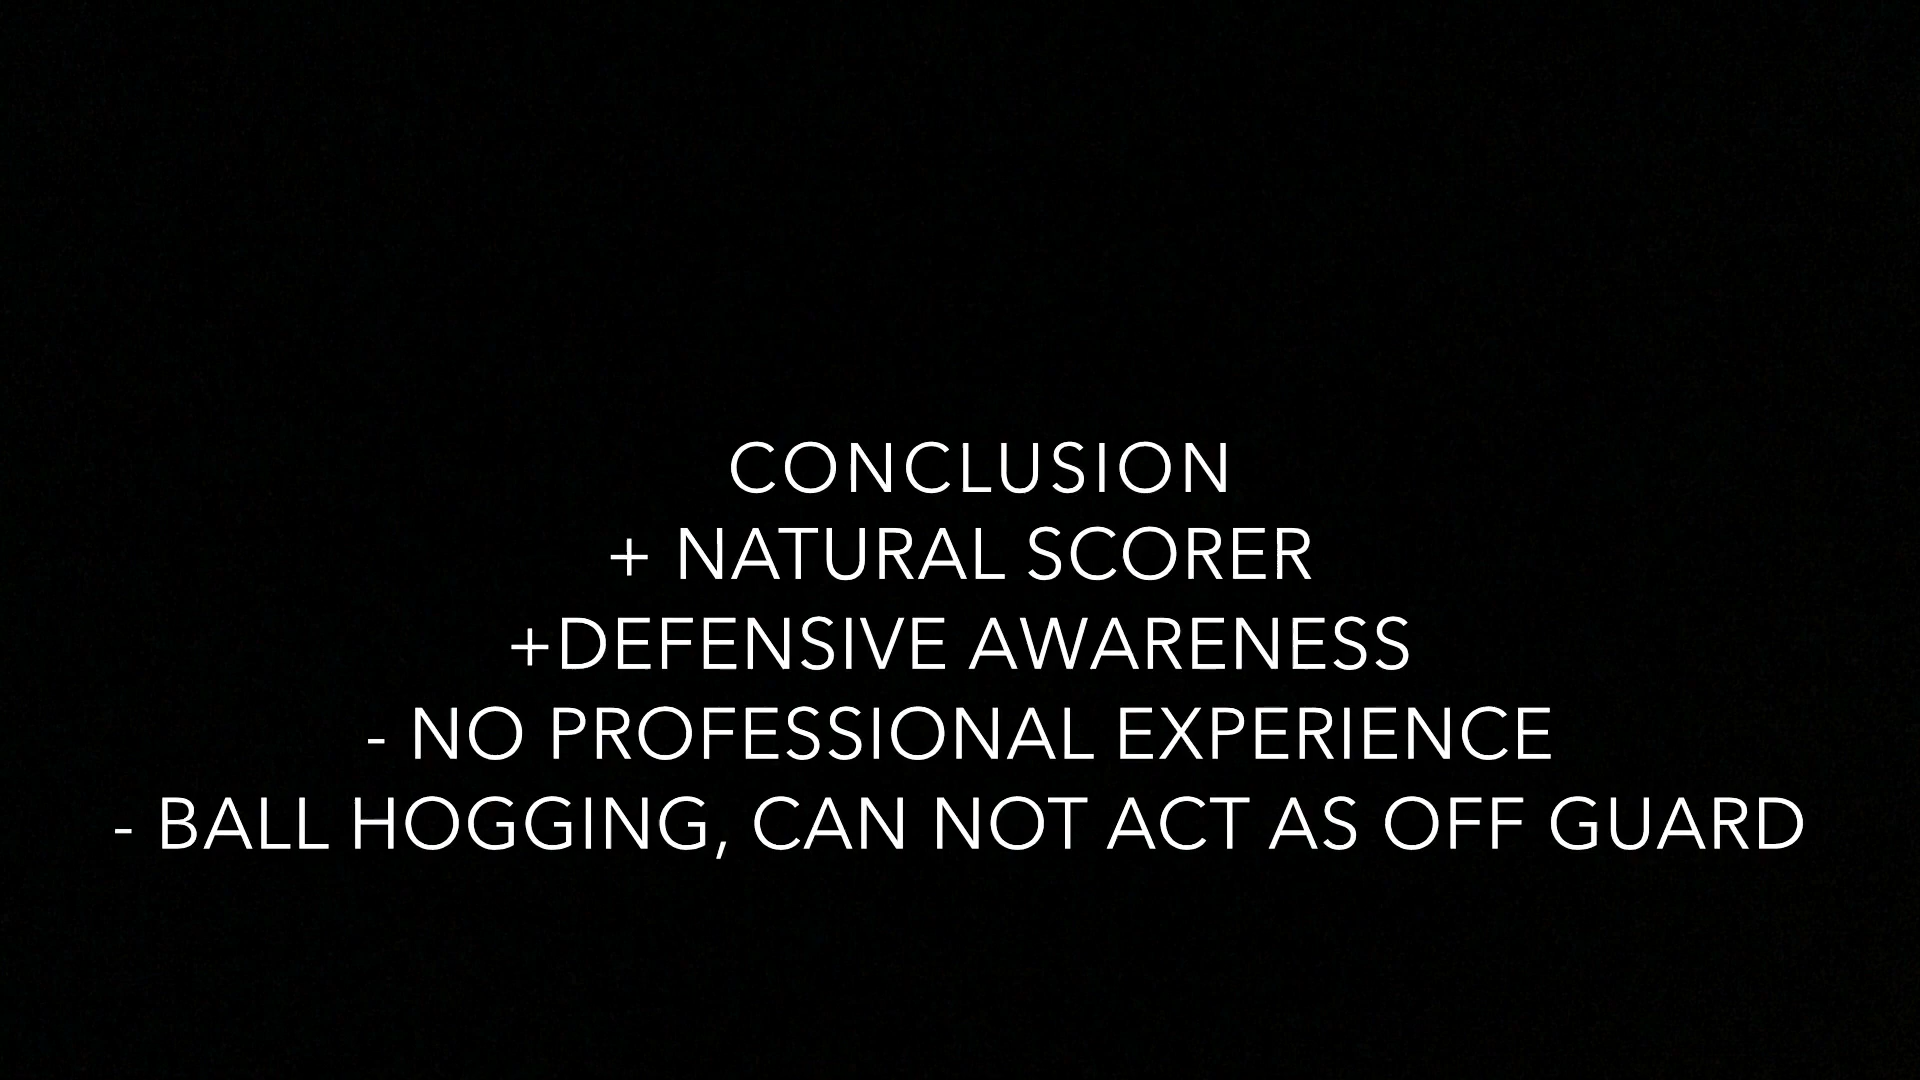 CONCLUSION
+ NATURAL SCORER
+DEFENSIVE AWARENESS
- NO PROFESSIONAL EXPERIENCE
- BALL HOGGING, CAN NOT ACT AS OFF GUARD